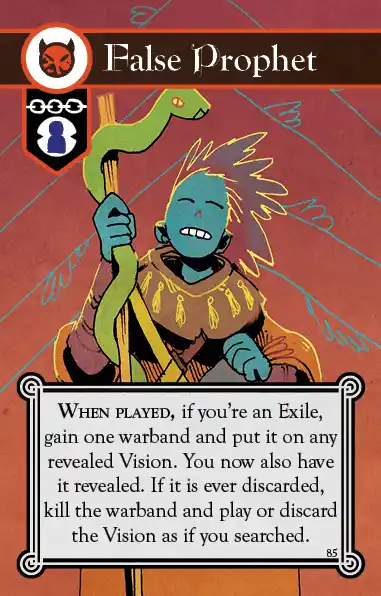 False Prophet
WHEN PLAYED, if you're an Exile,
gain one warband and put it on any
revealed Vision. You now also have
it revealed. If it is ever discarded,
kill the warband and play or discard
the Vision as if you searched.
85